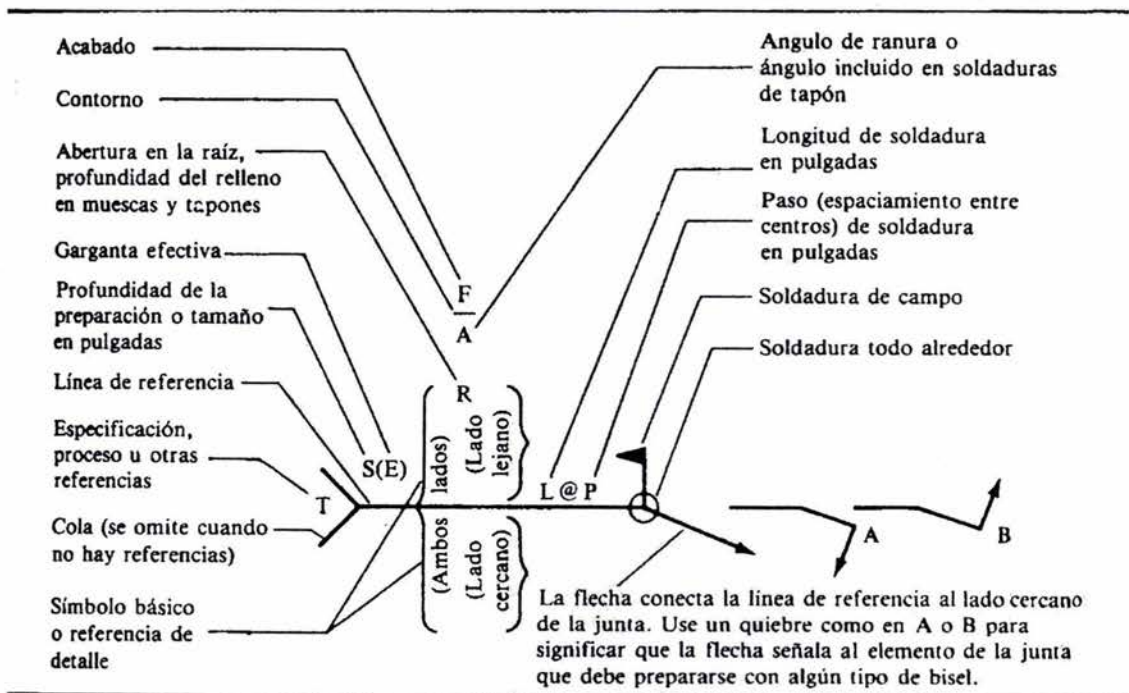 Acabado
Contorno
Abertura en la raíz,
profundidad del relleno
en muescas y tapones
Garganta efectiva
Profundidad de la
preparación o tamaño
en pulgadas
Línea de referencia
Especificación,
proceso u otras
referencias
Cola (se omite cuando
no hay referencias)
Símbolo básico
o referencia de
detalle
F
A
R
S(E)
T
(Ambos lados)
(Lado
lejano)
(Lado
cercano)
L @ P
Angulo de ranura o
ángulo incluido en soldaduras
de tapón
Longitud de soldadura
en pulgadas
Paso (espaciamiento entre
centros) de soldadura
en pulgadas
Soldadura de campo
Soldadura todo alrededor
A
B
La flecha conecta la línea de referencia al lado cercano
de la junta. Use un quiebre como en A o B para
significar que la flecha señala al elemento de la junta
que debe prepararse con algún tipo de bisel.